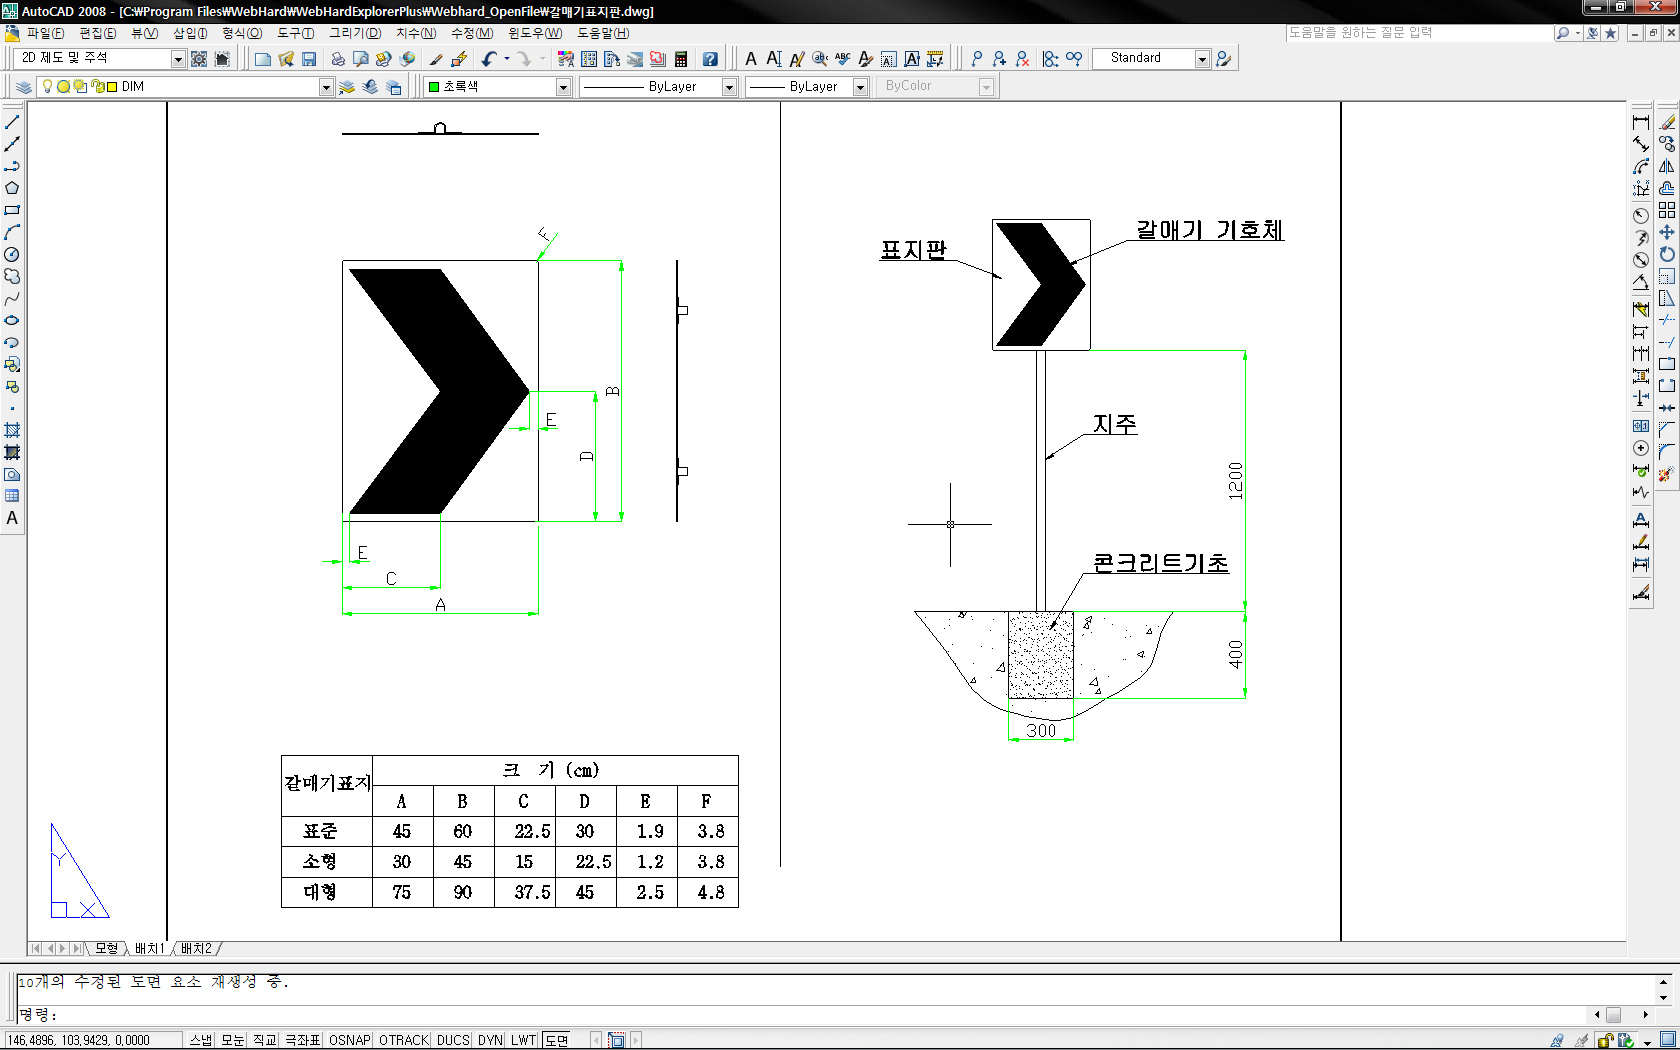 AutoCAD 2008 - [C:₩Program Files₩WebHard₩WebHardExplorerPlus₩Webhard_OpenFile₩갈매기표지판.dwg]
파일(F) 편집(E) 뷰(V) 삽입(I) 형식(O) 도구(T) 그리기(D) 치수(N) 수정(M) 윈도우(W) 도움말(H)
도움말을 원하는 질문 입력
2D 제도 및 주석
Standard
DIM
초록색
ByLayer
ByLayer
ByColor
F
B
E
D
E
C
A
표지판
갈매기 기호체
지주
1200
콘크리트기초
400
300
갈매기표지 크 기 (cm)
A B C D E F
표준 45 60 22.5 30 1.9 3.8
소형 30 45 15 22.5 1.2 3.8
대형 75 90 37.5 45 2.5 4.8
Y
X
모형 배치1 배치2
10개의 수정된 도면 요소 재생성 중.
명령:
146,4896, 103,9429, 0,0000 스냅 모눈 직교 극좌표 OSNAP OTRACK DUCS DYN LWT 도면